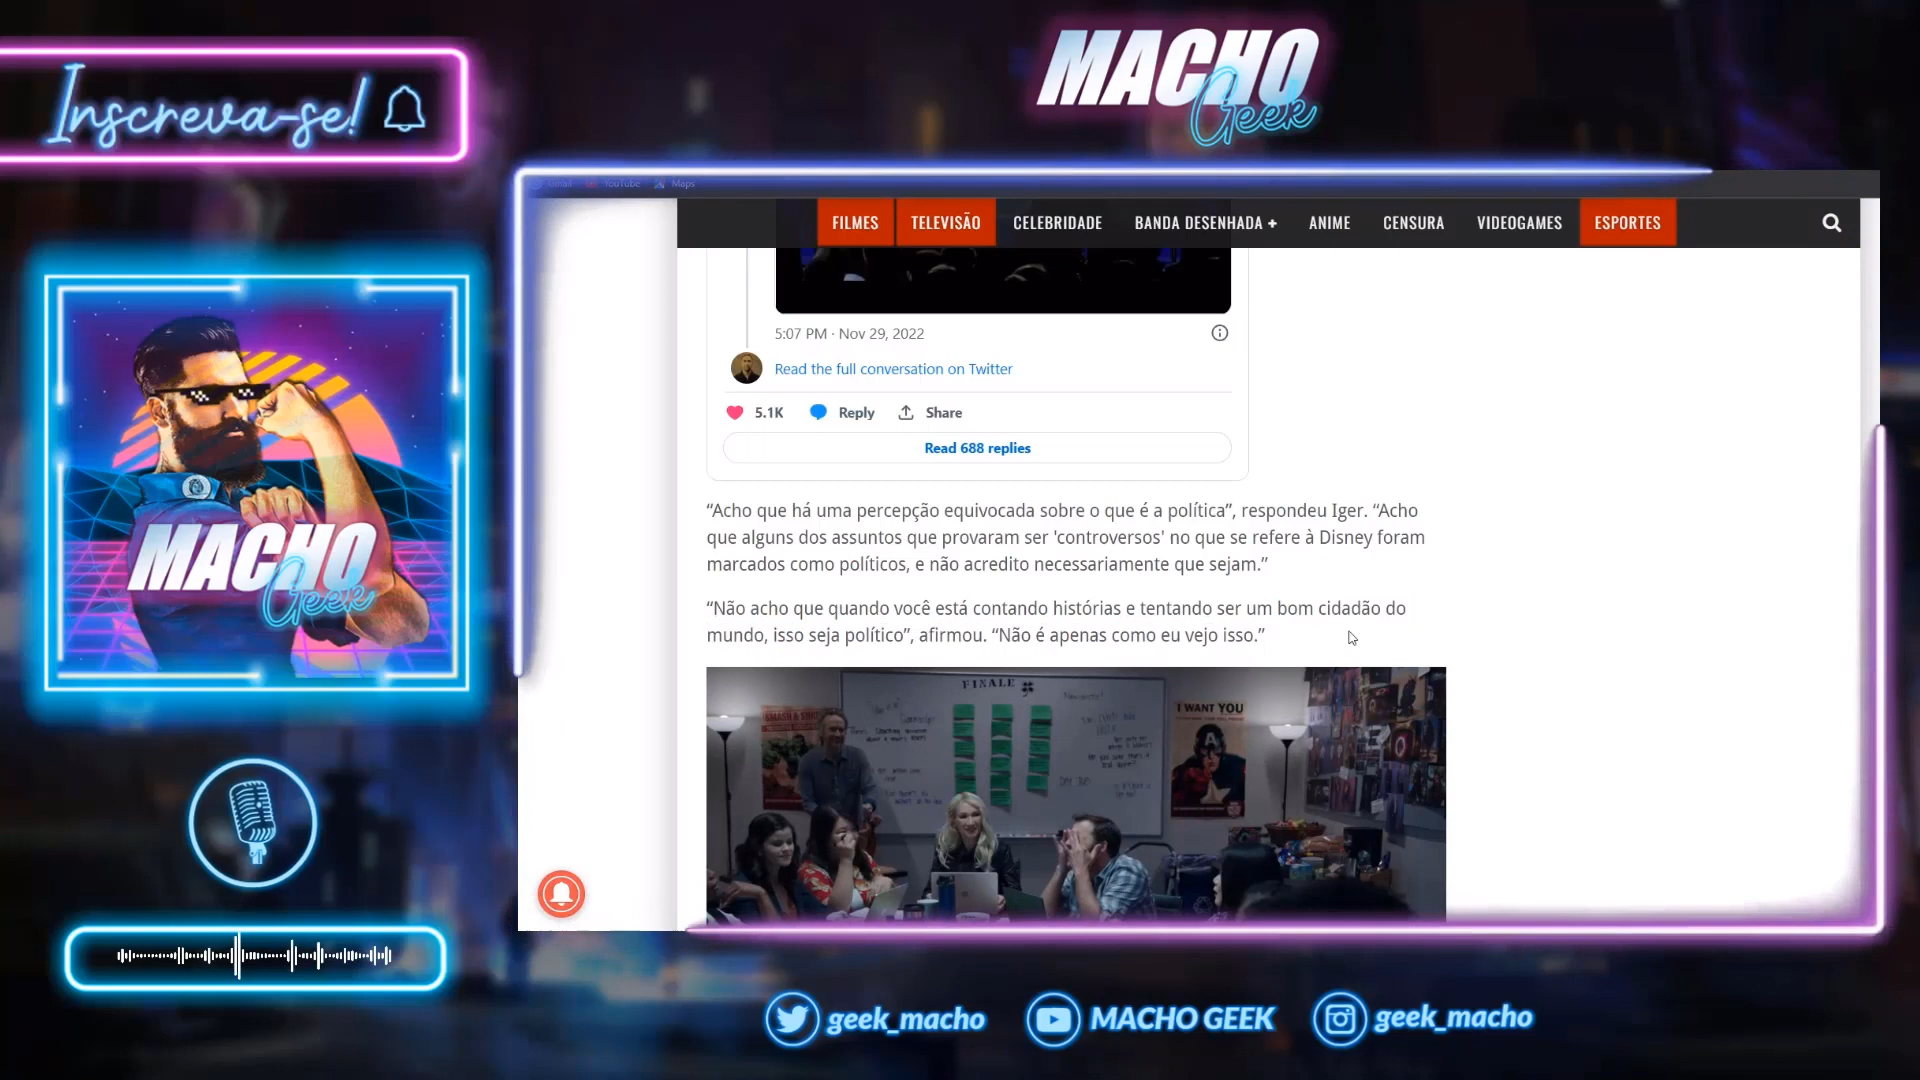 Inscreva-se!
MACHO
Geek
Gmail YouTube Maps
FILMES TELEVISÃO CELEBRIDADE BANDA DESENHADA + ANIME CENSURA VIDEOGAMES ESPORTES
5:07 PM · Nov 29, 2022
Read the full conversation on Twitter
5.1K Reply Share
Read 688 replies
“Acho que há uma percepção equivocada sobre o que é a política”, respondeu Iger. “Acho
que alguns dos assuntos que provaram ser 'controversos' no que se refere à Disney foram
marcados como políticos, e não acredito necessariamente que sejam.”
“Não acho que quando você está contando histórias e tentando ser um bom cidadão do
mundo, isso seja político”, afirmou. “Não é apenas como eu vejo isso.”
FINALE
I WANT YOU
MACHO
Geek
geek_macho MACHO GEEK geek_macho